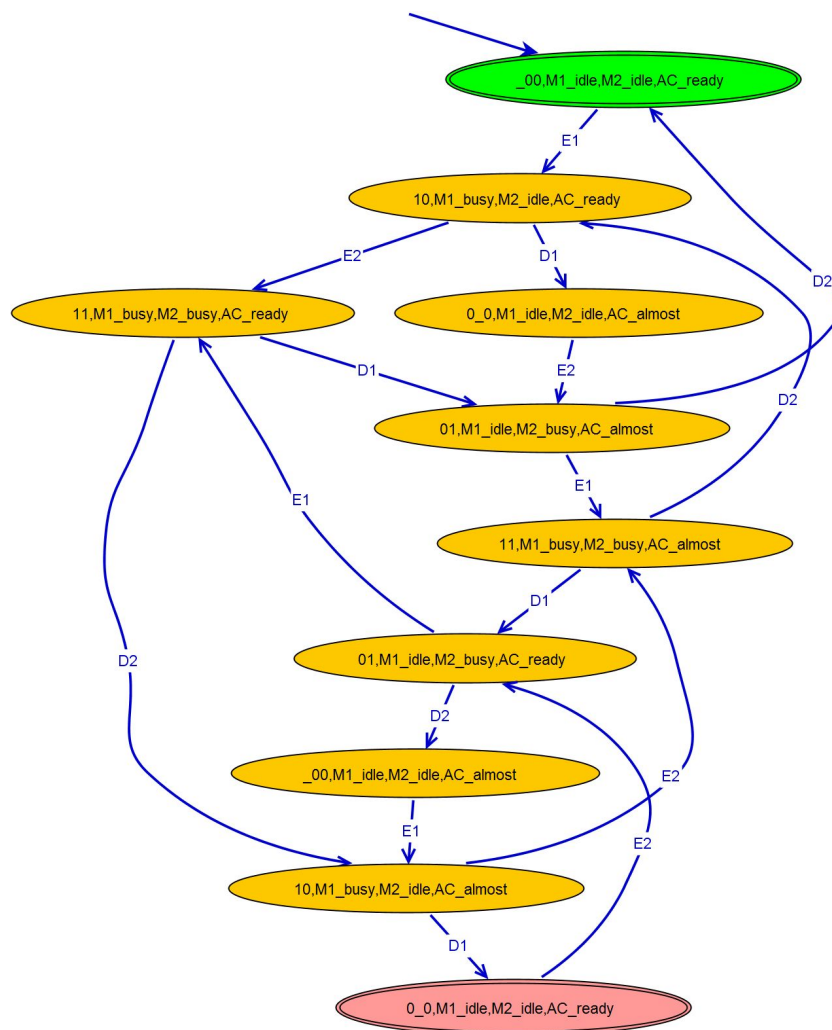 _00,M1_idle,M2_idle,AC_ready
E1
10,M1_busy,M2_idle,AC_ready
E2
D1
D2
11,M1_busy,M2_busy,AC_ready
0_0,M1_idle,M2_idle,AC_almost
D1
E2
D2
01,M1_idle,M2_busy,AC_almost
E1
E1
11,M1_busy,M2_busy,AC_almost
D1
01,M1_idle,M2_busy,AC_ready
D2
D2
_00,M1_idle,M2_idle,AC_almost
E2
E1
E2
10,M1_busy,M2_idle,AC_almost
D1
0_0,M1_idle,M2_idle,AC_ready